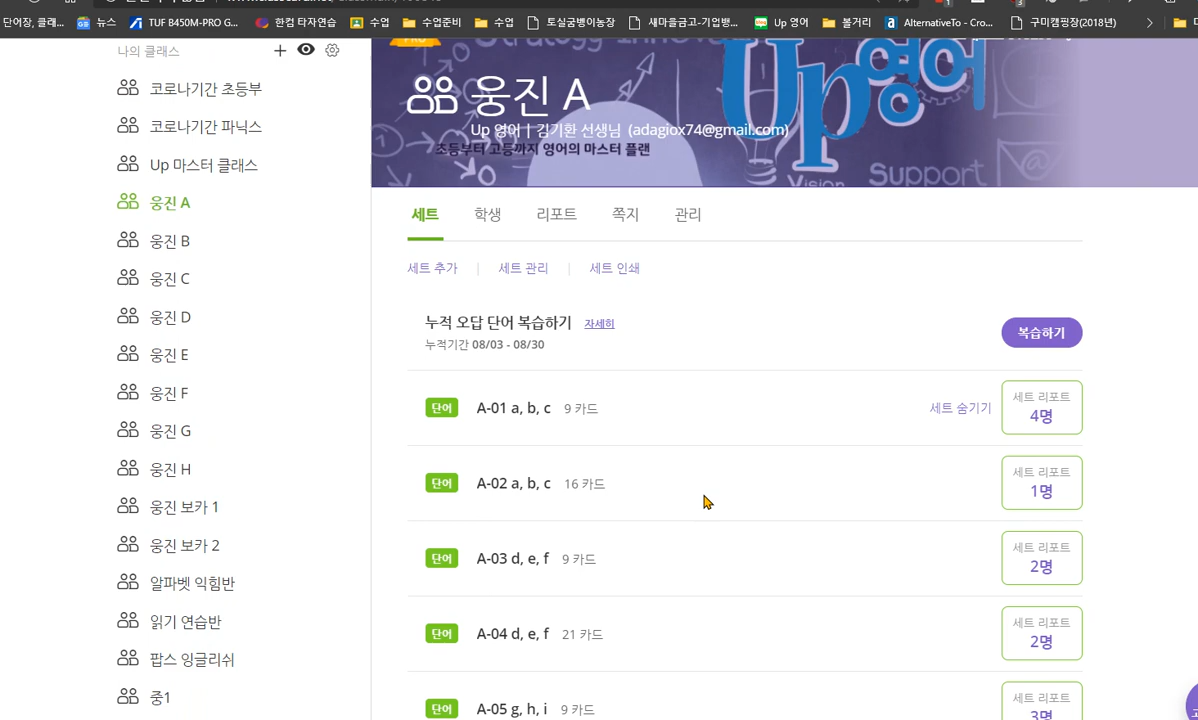 단어장, 클래... 뉴스 TUF B450M-PRO G... 한컴 타자연습 수업 수업준비 수업 토실금병이농장 새마을금고-기업뱅... Up 영어 볼거리 AlternativeTo - Cro... 구미캠핑장(2018년)
나의 클래스
코로나기간 초등부
코로나기간 파닉스
Up 마스터 클래스
웅진 A
웅진 B
웅진 C
웅진 D
웅진 E
웅진 F
웅진 G
웅진 H
웅진 보카 1
웅진 보카 2
알파벳 익힘반
읽기 연습반
팝스 잉글리쉬
중1
PRO
Strategy
Up영어
웅진 A
Up 영어 | 김기환 선생님 (adagiox74@gmail.com)
초등부터 고등까지 영어의 마스터 플랜
Vision
Support
세트 학생 리포트 쪽지 관리
세트 추가 | 세트 관리 | 세트 인쇄
누적 오답 단어 복습하기 자세히
누적기간 08/03 - 08/30
복습하기
단어 A-01 a, b, c 9 카드 세트 숨기기 세트 리포트
4명
단어 A-02 a, b, c 16 카드 세트 리포트
1명
단어 A-03 d, e, f 9 카드 세트 리포트
2명
단어 A-04 d, e, f 21 카드 세트 리포트
2명
단어 A-05 g, h, i 9 카드 세트 리포트
3명